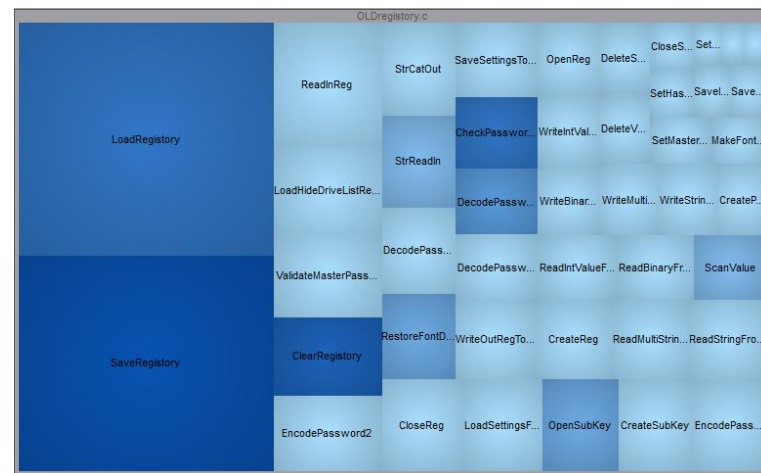 OLDregistory.c
LoadRegistory
SaveRegistory
ReadInReg
LoadHideDriveListRe...
ValidateMasterPass...
ClearRegistory
EncodePassword2
StrCatOut
StrReadIn
DecodePass...
RestoreFontD...
CloseReg
SaveSettingsTo...
OpenReg
DeleteS...
CloseS...
Set...
SetHas...
SaveI...
Save...
CheckPasswor...
WriteIntVal...
DeleteV...
SetMaster...
MakeFont...
DecodePassw...
WriteBinar...
WriteMulti...
WriteStrin...
CreateP...
DecodePassw...
ReadIntValueF...
ReadBinaryFr...
ScanValue
WriteOutRegTo...
CreateReg
ReadMultiStrin...
ReadStringFro...
LoadSettingsF...
OpenSubKey
CreateSubKey
EncodePass...